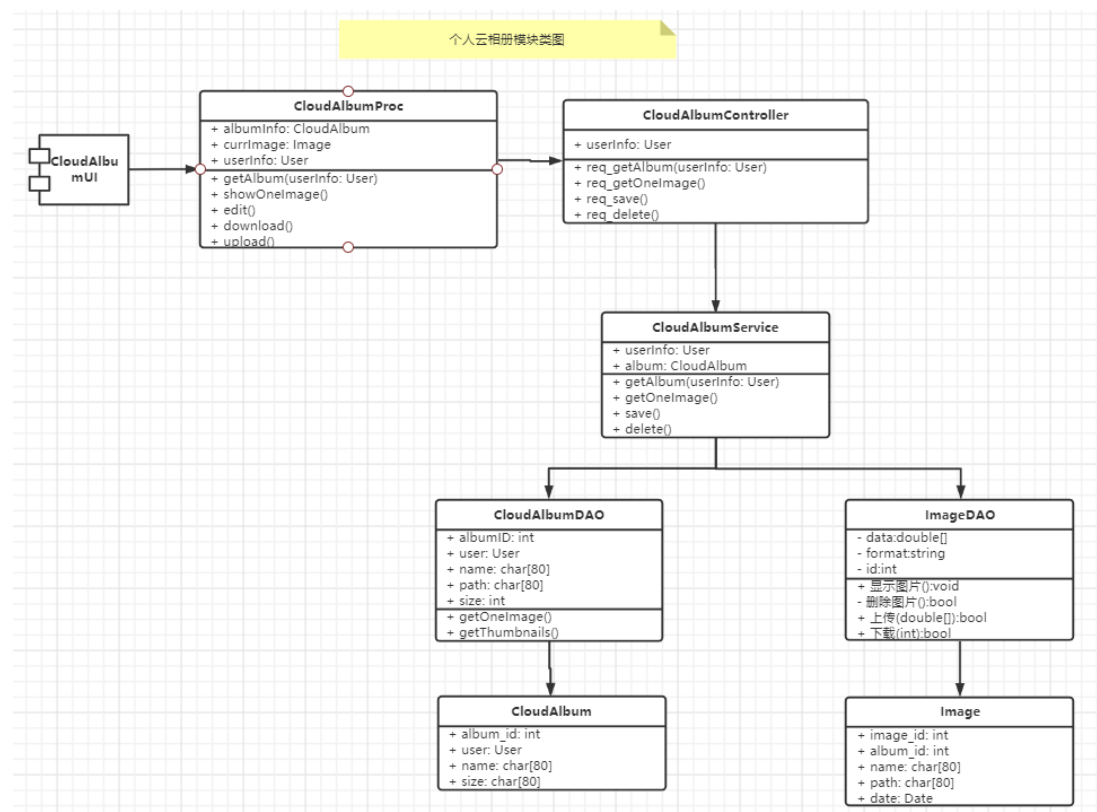 个人云相册模块类图
CloudAlbumProc
+ albumInfo: CloudAlbum
+ currImage: Image
+ userInfo: User
+ getAlbum(userInfo: User)
+ showOneImage()
+ edit()
+ download()
+ upload()
CloudAlbumController
+ userInfo: User
+ req_getAlbum(userInfo: User)
+ req_getOneImage()
+ req_save()
+ req_delete()
CloudAlbu
mUI
CloudAlbumService
+ userInfo: User
+ album: CloudAlbum
+ getAlbum(userInfo: User)
+ getOneImage()
+ save()
+ delete()
CloudAlbumDAO
+ albumID: int
+ user: User
+ name: char[80]
+ path: char[80]
+ size: int
+ getOneImage()
+ getThumbnails()
ImageDAO
- data:double[]
- format:string
- id:int
+ 显示图片():void
- 删除图片():bool
+ 上传(double[]):bool
+ 下载(int):bool
CloudAlbum
+ album_id: int
+ user: User
+ name: char[80]
+ size: char[80]
Image
+ image_id: int
+ album_id: int
+ name: char[80]
+ path: char[80]
+ date: Date